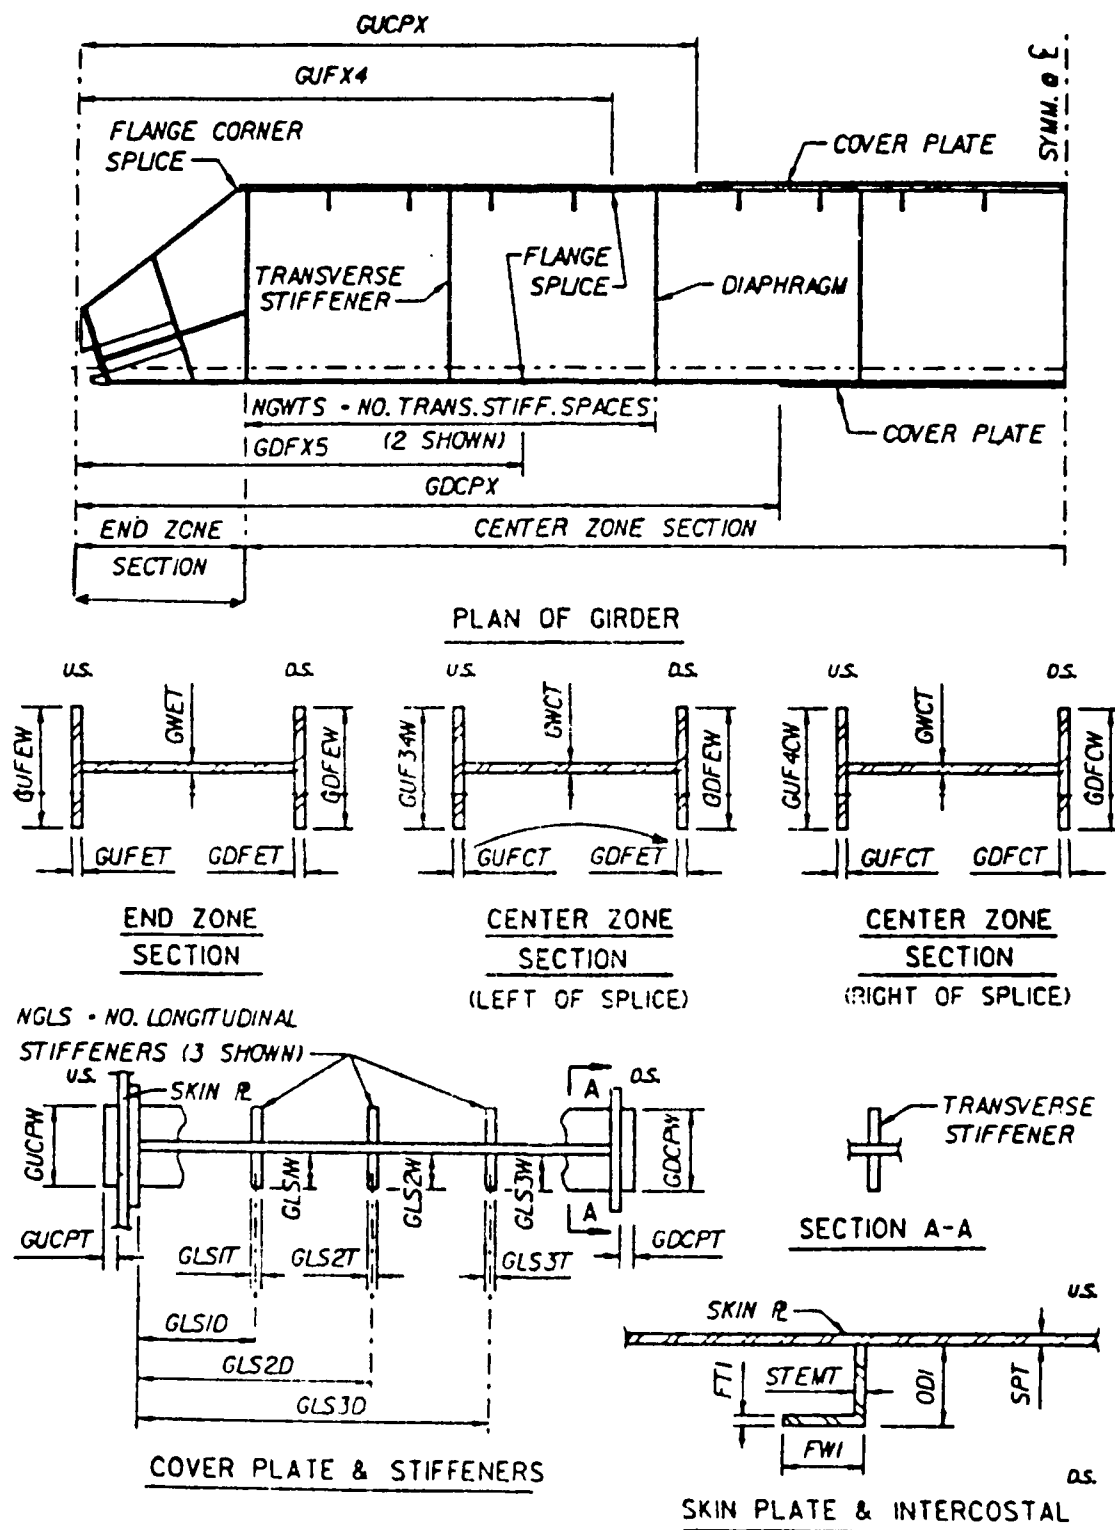 GUCPX
GUFX4
SYMM. @ ℄
FLANGE CORNER
SPLICE
COVER PLATE
TRANSVERSE
STIFFENER
FLANGE
SPLICE
DIAPHRAGM
NGWTS - NO. TRANS. STIFF. SPACES
(2 SHOWN)
GDFX5
COVER PLATE
GDCPX
END ZONE
SECTION
CENTER ZONE SECTION
PLAN OF GIRDER
U.S.
D.S.
U.S.
D.S.
U.S.
D.S.
GUFEW
GWET
GDFEW
GUF34W
GWCT
GDFEW
GUF4CW
GWCT
GDFCW
GUFET
GDFET
GUFCT
GDFET
GUFCT
GDFCT
END ZONE
SECTION
CENTER ZONE
SECTION
(LEFT OF SPLICE)
CENTER ZONE
SECTION
(RIGHT OF SPLICE)
NGLS - NO. LONGITUDINAL
STIFFENERS (3 SHOWN)
U.S.
SKIN ℙL
A
D.S.
GUCPW
GLS1W
GLS2W
GLS3W
A
GDCPW
TRANSVERSE
STIFFENER
SECTION A-A
GUCPT
GLS1T
GLS2T
GLS3T
GDCPT
GLS1D
GLS2D
GLS3D
COVER PLATE & STIFFENERS
U.S.
SKIN ℙL
FTI
STEMT
ODI
SPT
FWI
D.S.
SKIN PLATE & INTERCOSTAL